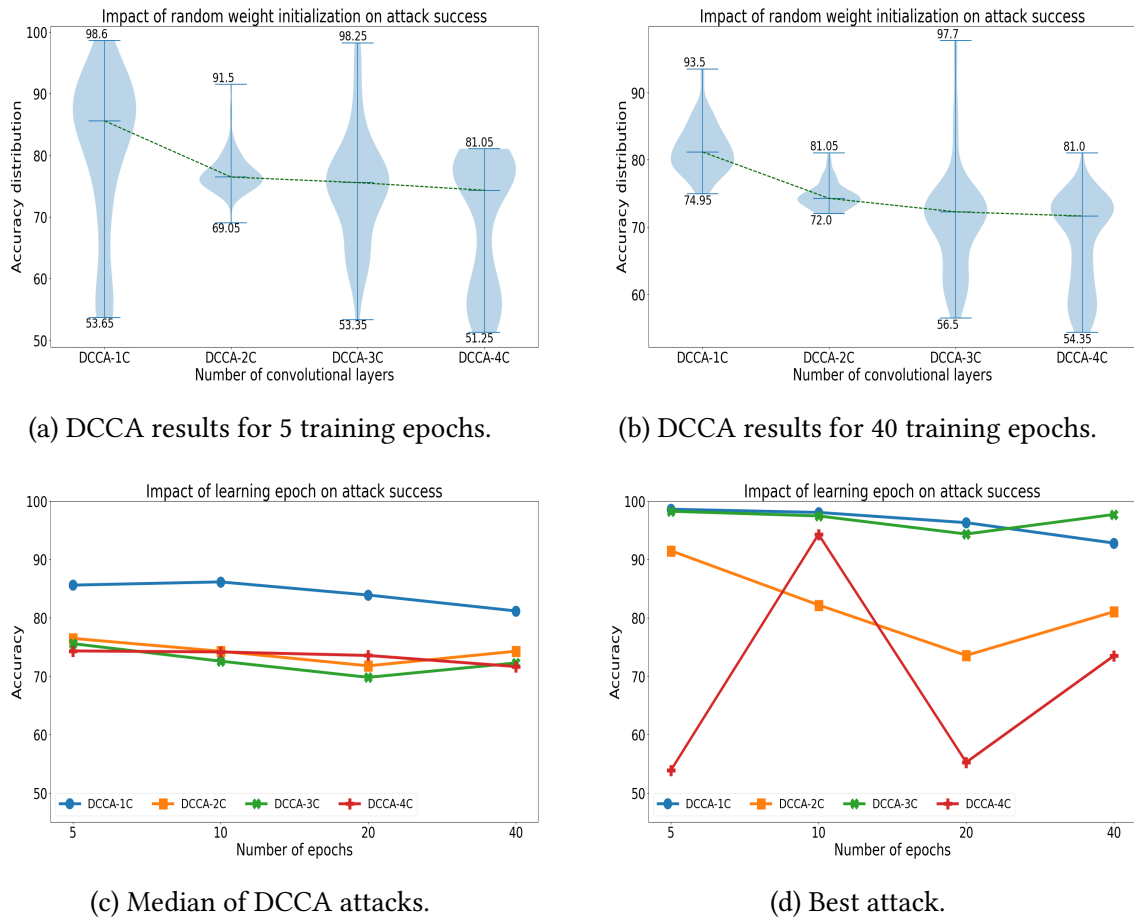 Impact of random weight initialization on attack success
100
90
80
70
60
50
Accuracy distribution
98.6
53.65
91.5
69.05
98.25
53.35
81.05
51.25
DCCA-1C
DCCA-2C
DCCA-3C
DCCA-4C
Number of convolutional layers
(a) DCCA results for 5 training epochs.
Impact of random weight initialization on attack success
90
80
70
60
Accuracy distribution
93.5
74.95
81.05
72.0
97.7
56.5
81.0
54.35
DCCA-1C
DCCA-2C
DCCA-3C
DCCA-4C
Number of convolutional layers
(b) DCCA results for 40 training epochs.
Impact of learning epoch on attack success
100
90
80
70
60
50
Accuracy
DCCA-1C
DCCA-2C
DCCA-3C
DCCA-4C
5
10
20
40
Number of epochs
(c) Median of DCCA attacks.
Impact of learning epoch on attack success
100
90
80
70
60
50
Accuracy
DCCA-1C
DCCA-2C
DCCA-3C
DCCA-4C
5
10
20
40
Number of epochs
(d) Best attack.